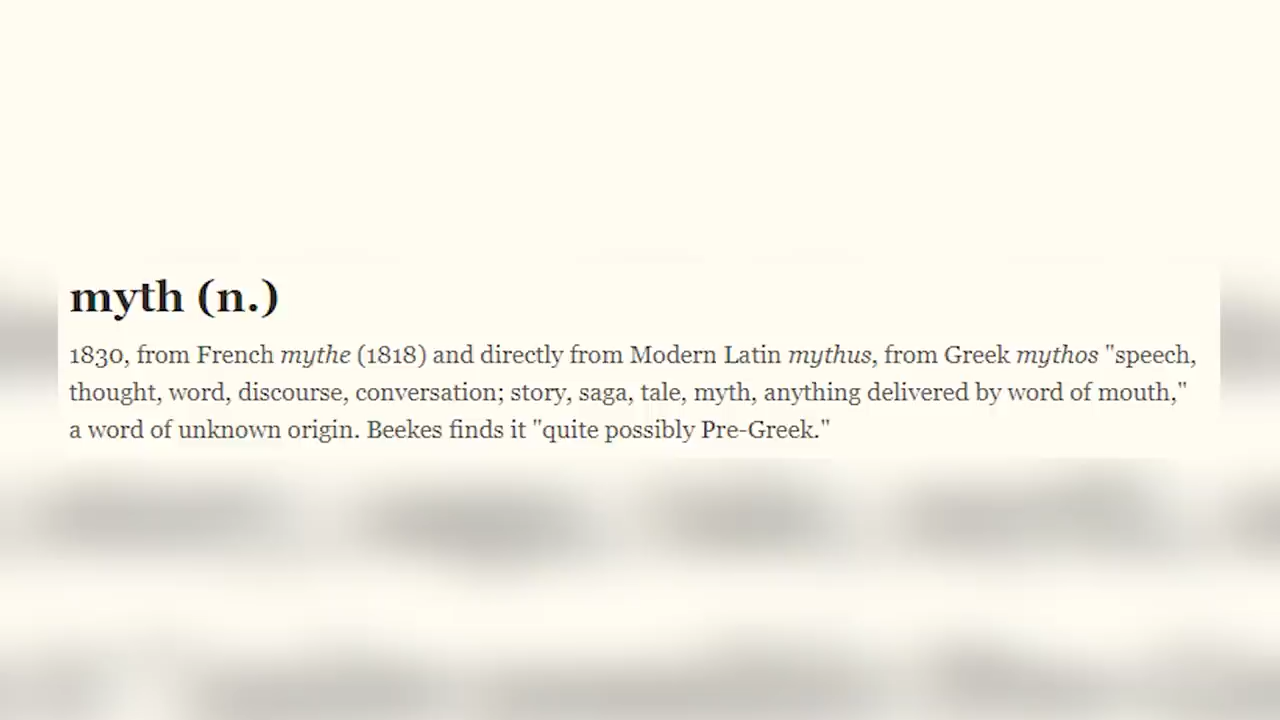 myth (n.)
1830, from French mythe (1818) and directly from Modern Latin mythus, from Greek mythos "speech,
thought, word, discourse, conversation; story, saga, tale, myth, anything delivered by word of mouth,"
a word of unknown origin. Beekes finds it "quite possibly Pre-Greek."